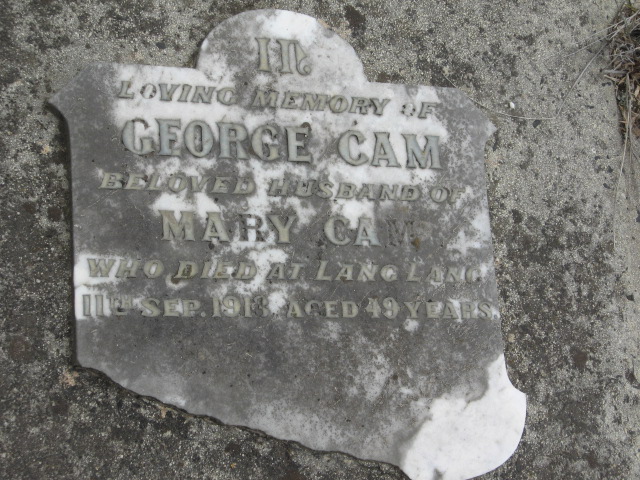 IN
LOVING MEMORY OF
GEORGE CAM
BELOVED HUSBAND OF
MARY CAM
WHO DIED AT LANG LANG
11TH SEP. 1918, AGED 49 YEARS.